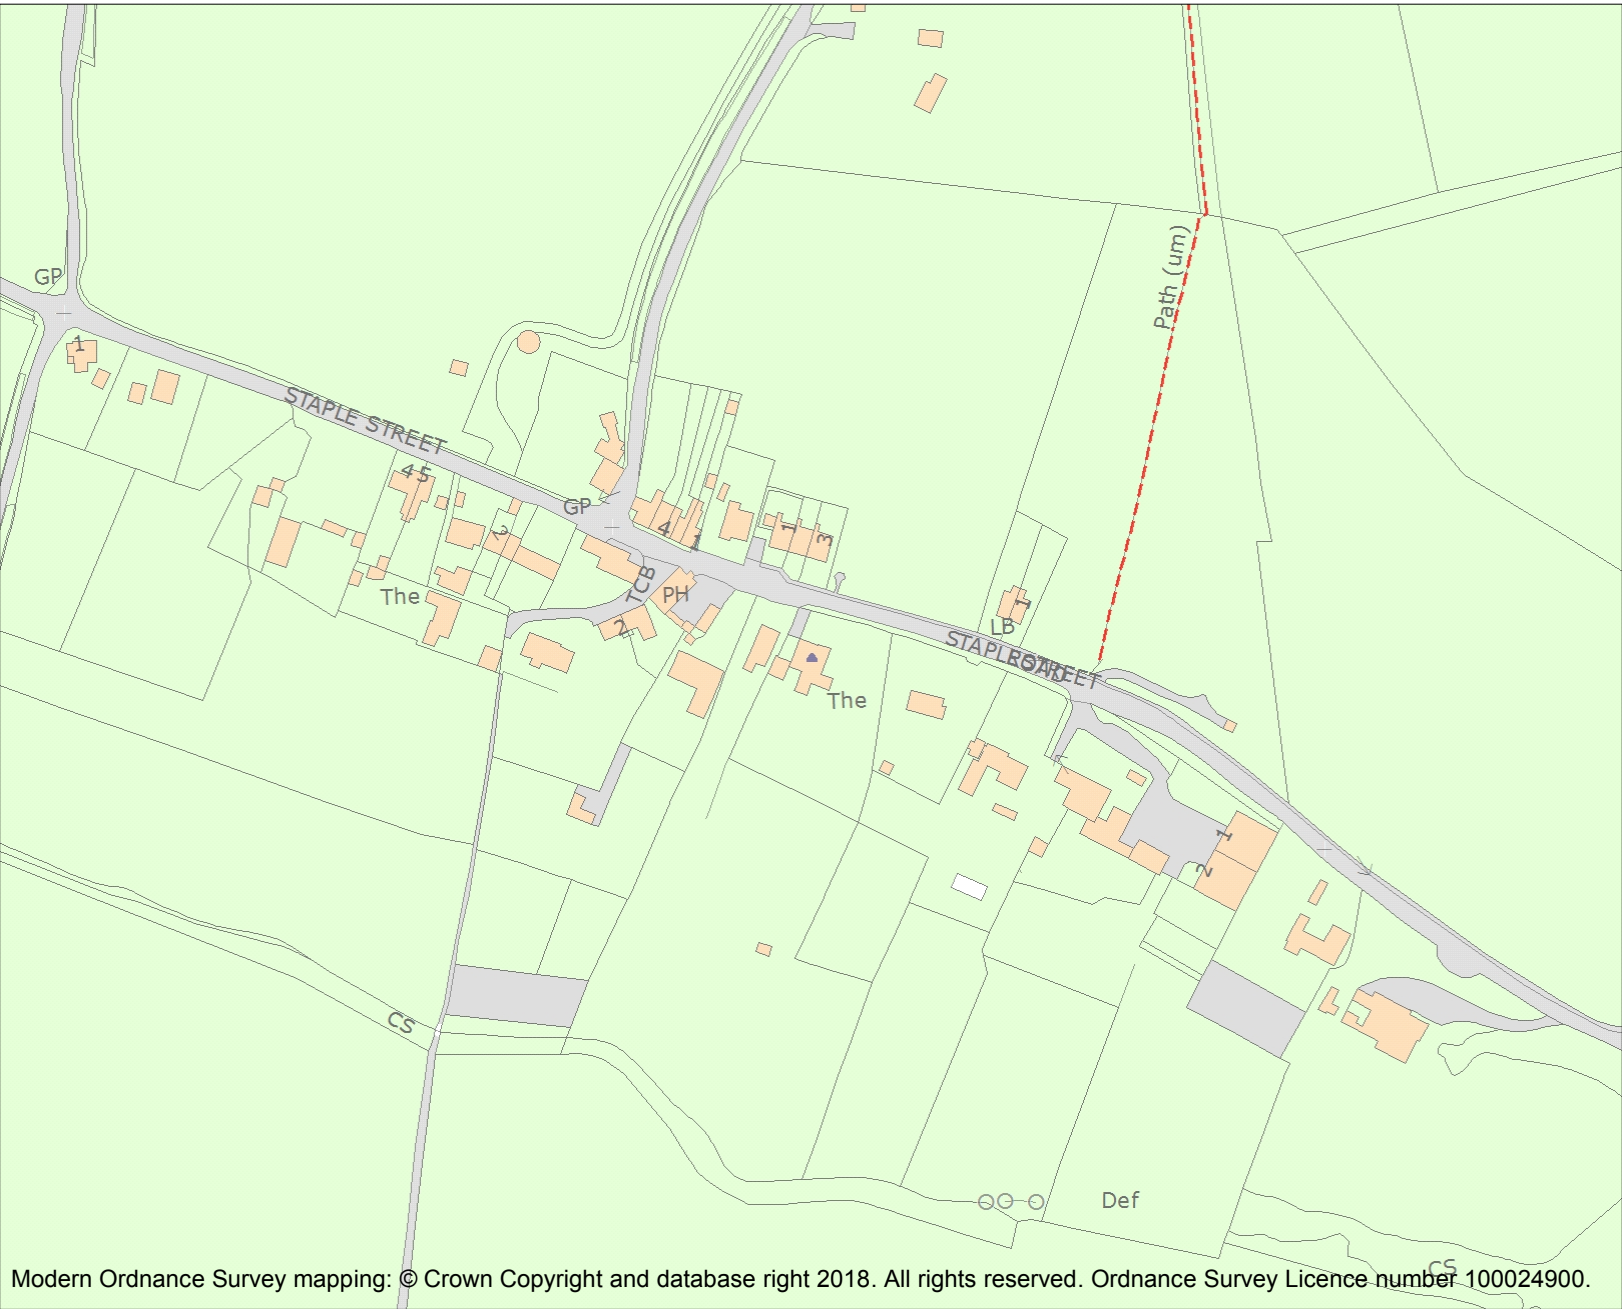 Path (um)
GP
1
STAPLE STREET
4 5
GP
2
4
1
1
3
TCB
PH
The
2
1
LB
STAPLE STREET
ROAD
The
1
2
CS
Def
CS
Modern Ordnance Survey mapping: © Crown Copyright and database right 2018. All rights reserved. Ordnance Survey Licence number 100024900.